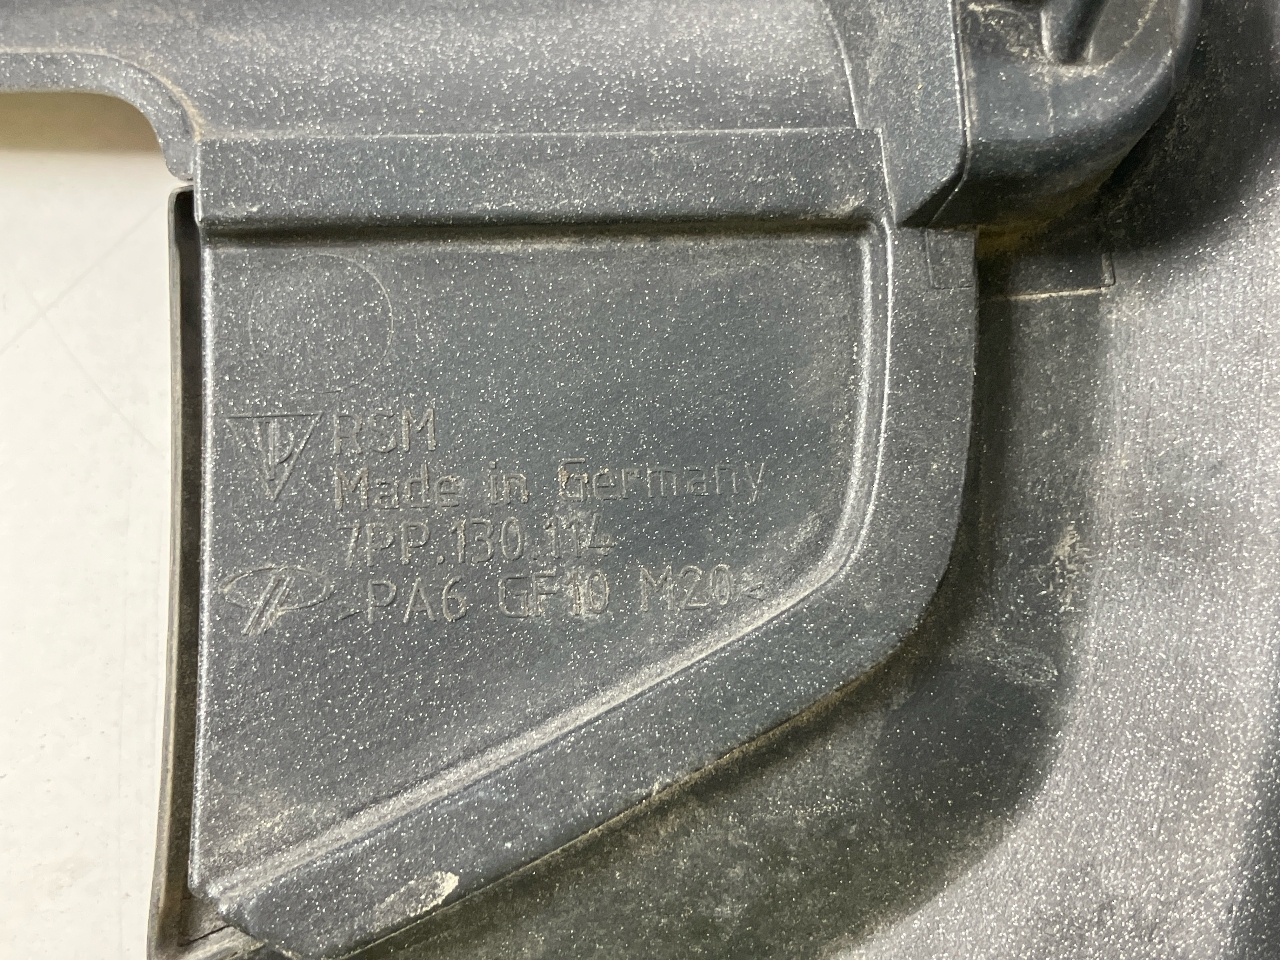 RSM
Made in Germany
7PP.130.114
>PA6 GF10 M20<